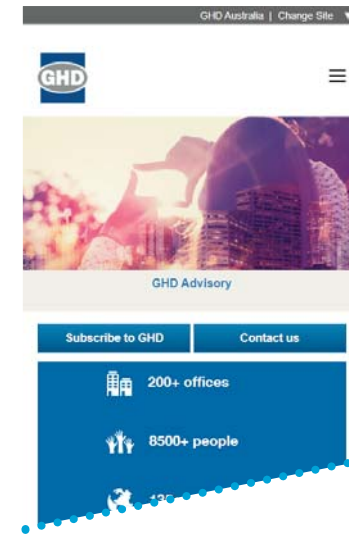 GHD Australia | Change Site
GHD
GHD Advisory
Subscribe to GHD
Contact us
200+ offices
8500+ people